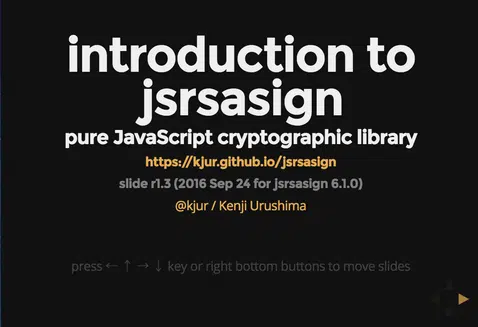 introduction to
jsrsasign
pure JavaScript cryptographic library
https://kjur.github.io/jsrsasign
slide r1.3 (2016 Sep 24 for jsrsasign 6.1.0)
@kjur / Kenji Urushima
press ← ↑ → ↓ key or right bottom buttons to move slides